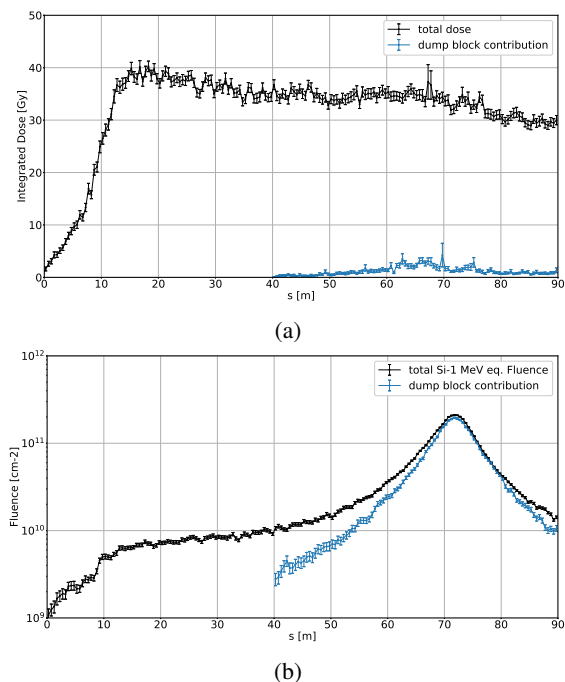 50
40
30
20
10
0
Integrated Dose [Gy]
total dose
dump block contribution
0 10 20 30 40 50 60 70 80 90
s [m]
(a)
10^12
10^11
10^10
10^9
Fluence [cm-2]
total Si-1 MeV eq. Fluence
dump block contribution
0 10 20 30 40 50 60 70 80 90
s [m]
(b)